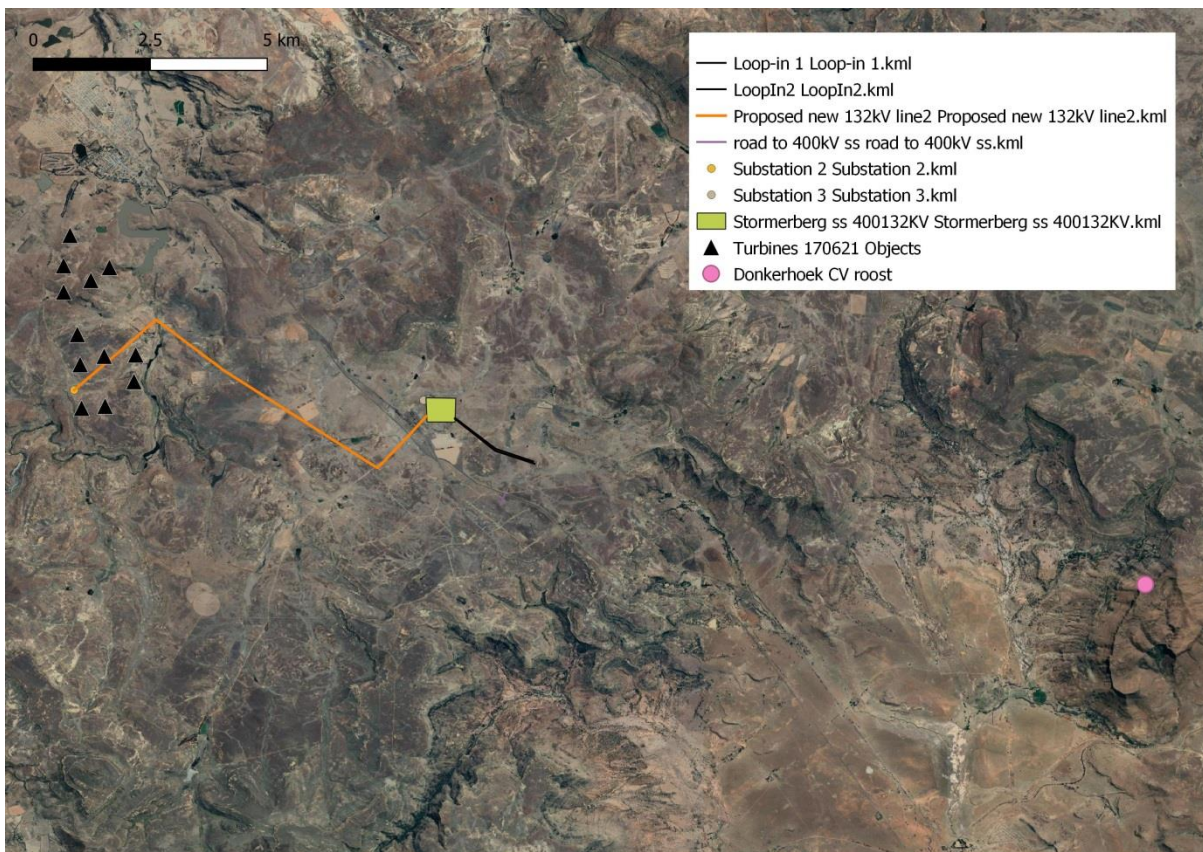 0 2.5 5 km
Loop-in 1 Loop-in 1.kml
LoopIn2 LoopIn2.kml
Proposed new 132kV line2 Proposed new 132kV line2.kml
road to 400kV ss road to 400kV ss.kml
Substation 2 Substation 2.kml
Substation 3 Substation 3.kml
Stormerberg ss 400132KV Stormerberg ss 400132KV.kml
Turbines 170621 Objects
Donkerhoek CV roost